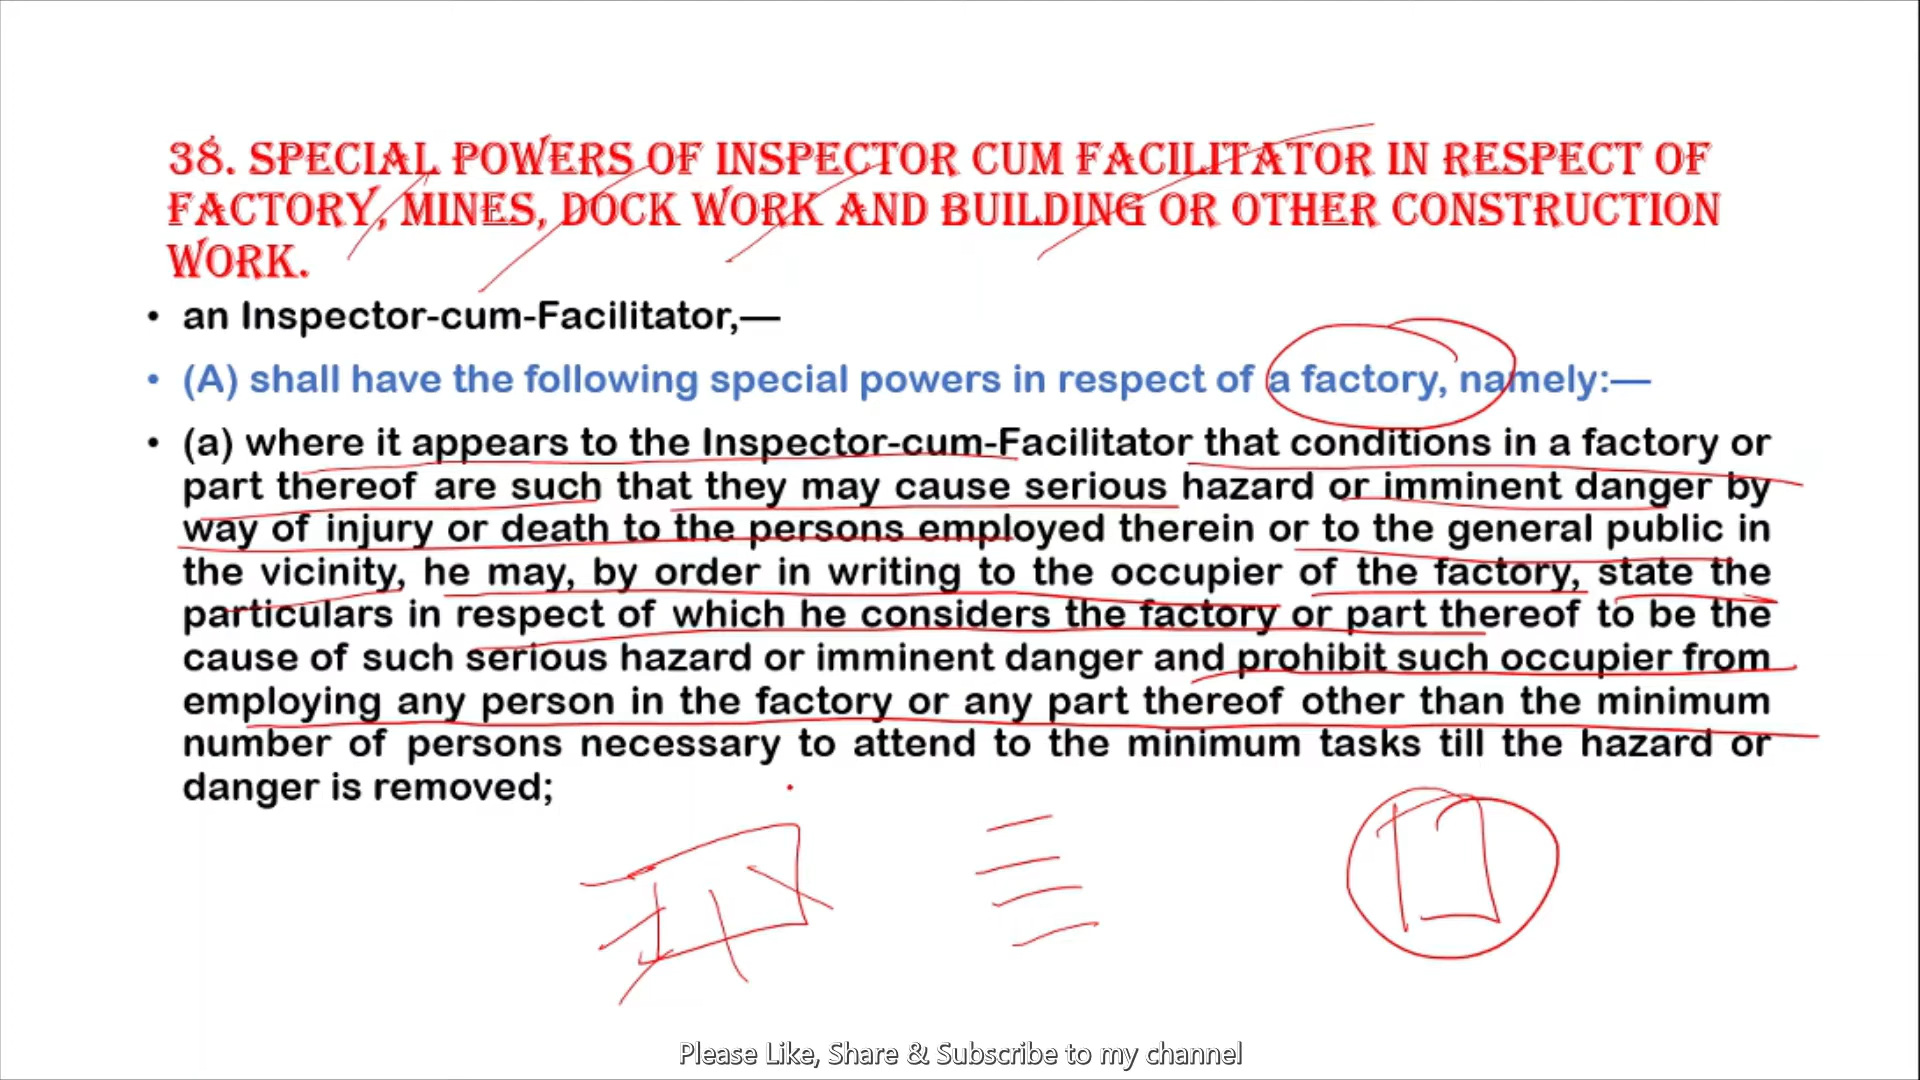 38. SPECIAL POWERS OF INSPECTOR CUM FACILITATOR IN RESPECT OF
FACTORY, MINES, DOCK WORK AND BUILDING OR OTHER CONSTRUCTION
WORK.
• an Inspector-cum-Facilitator,—
• (A) shall have the following special powers in respect of a factory, namely:—
• (a) where it appears to the Inspector-cum-Facilitator that conditions in a factory or
part thereof are such that they may cause serious hazard or imminent danger by
way of injury or death to the persons employed therein or to the general public in
the vicinity, he may, by order in writing to the occupier of the factory, state the
particulars in respect of which he considers the factory or part thereof to be the
cause of such serious hazard or imminent danger and prohibit such occupier from
employing any person in the factory or any part thereof other than the minimum
number of persons necessary to attend to the minimum tasks till the hazard or
danger is removed;
Please Like, Share & Subscribe to my channel